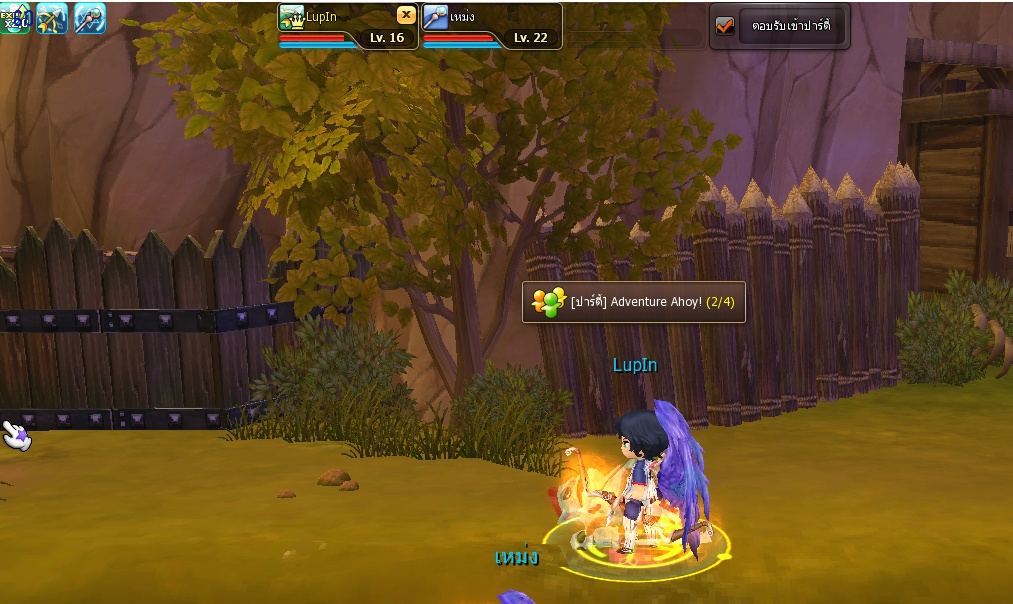 LupIn
Lv. 16
เหม่ง
Lv. 22
ตอบรับเข้าปาร์ตี้
[ปาร์ตี้] Adventure Ahoy! (2/4)
LupIn
เหม่ง